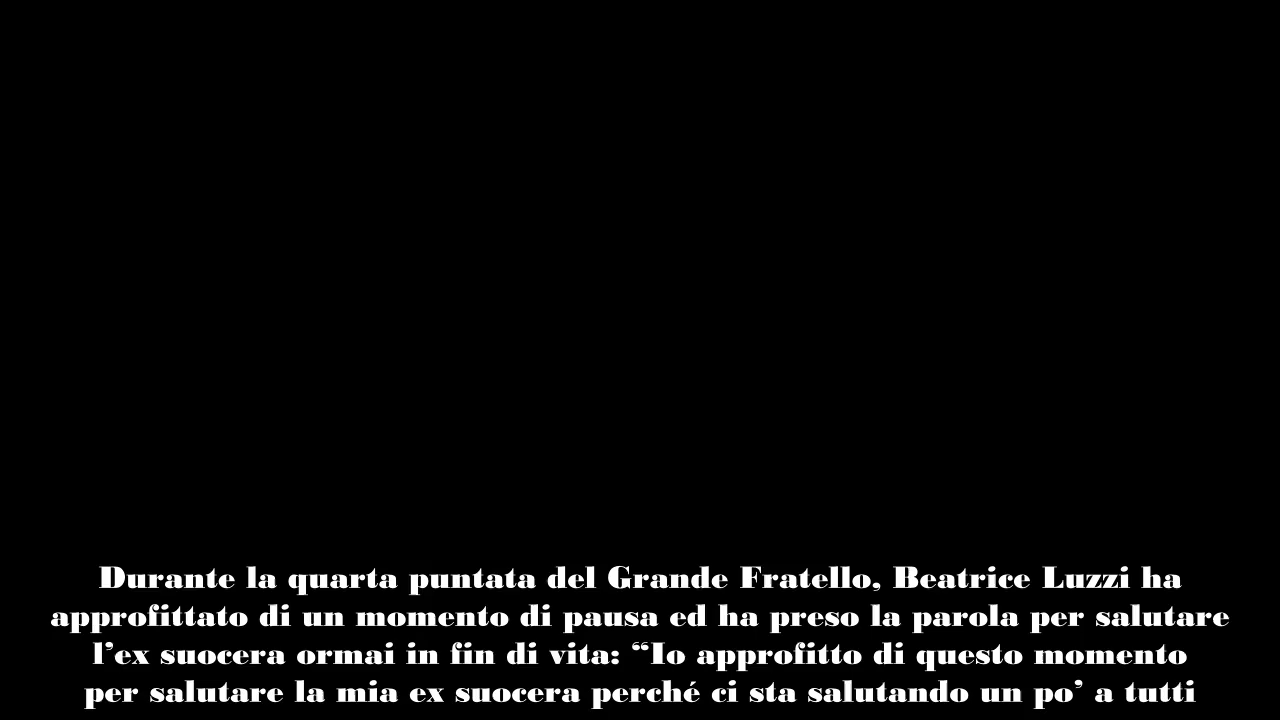 Durante la quarta puntata del Grande Fratello, Beatrice Luzzi ha
approfittato di un momento di pausa ed ha preso la parola per salutare
l’ex suocera ormai in fin di vita: “Io approfitto di questo momento
per salutare la mia ex suocera perché ci sta salutando un po’ a tutti